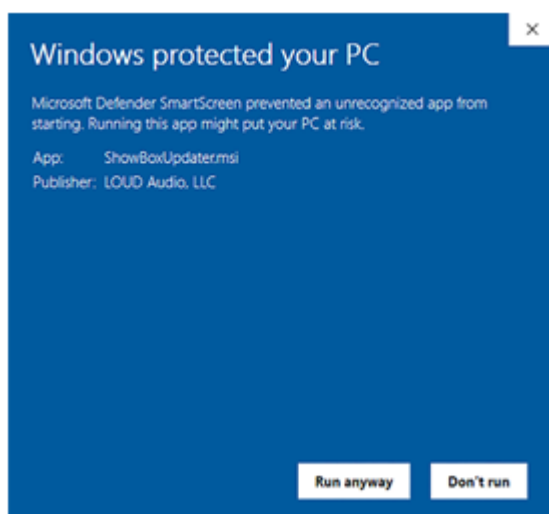 Windows protected your PC
Microsoft Defender SmartScreen prevented an unrecognized app from
starting. Running this app might put your PC at risk.
App: ShowBoxUpdater.msi
Publisher: LOUD Audio, LLC
Run anyway Don't run